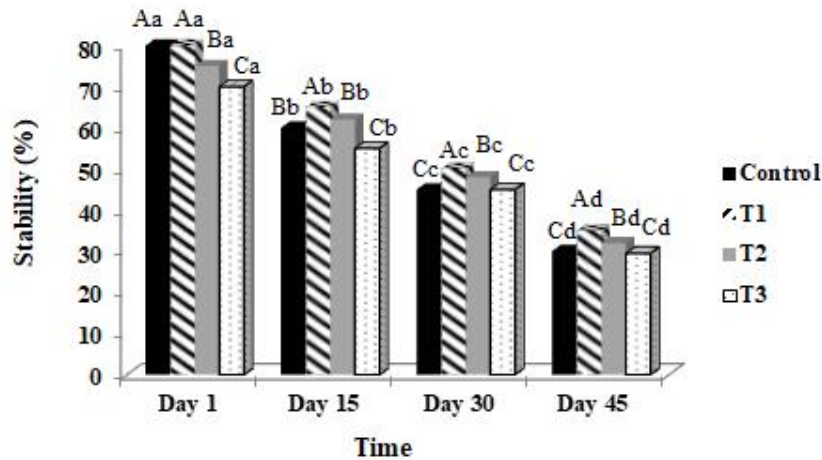 Aa Aa
Ba
Ca
Bb Ab Bb
Cb
Cc Ac Bc Cc
Cd Ad Bd Cd
80
70
60
50
40
30
20
10
0
Stability (%)
Day 1 Day 15 Day 30 Day 45
Time
Control
T1
T2
T3